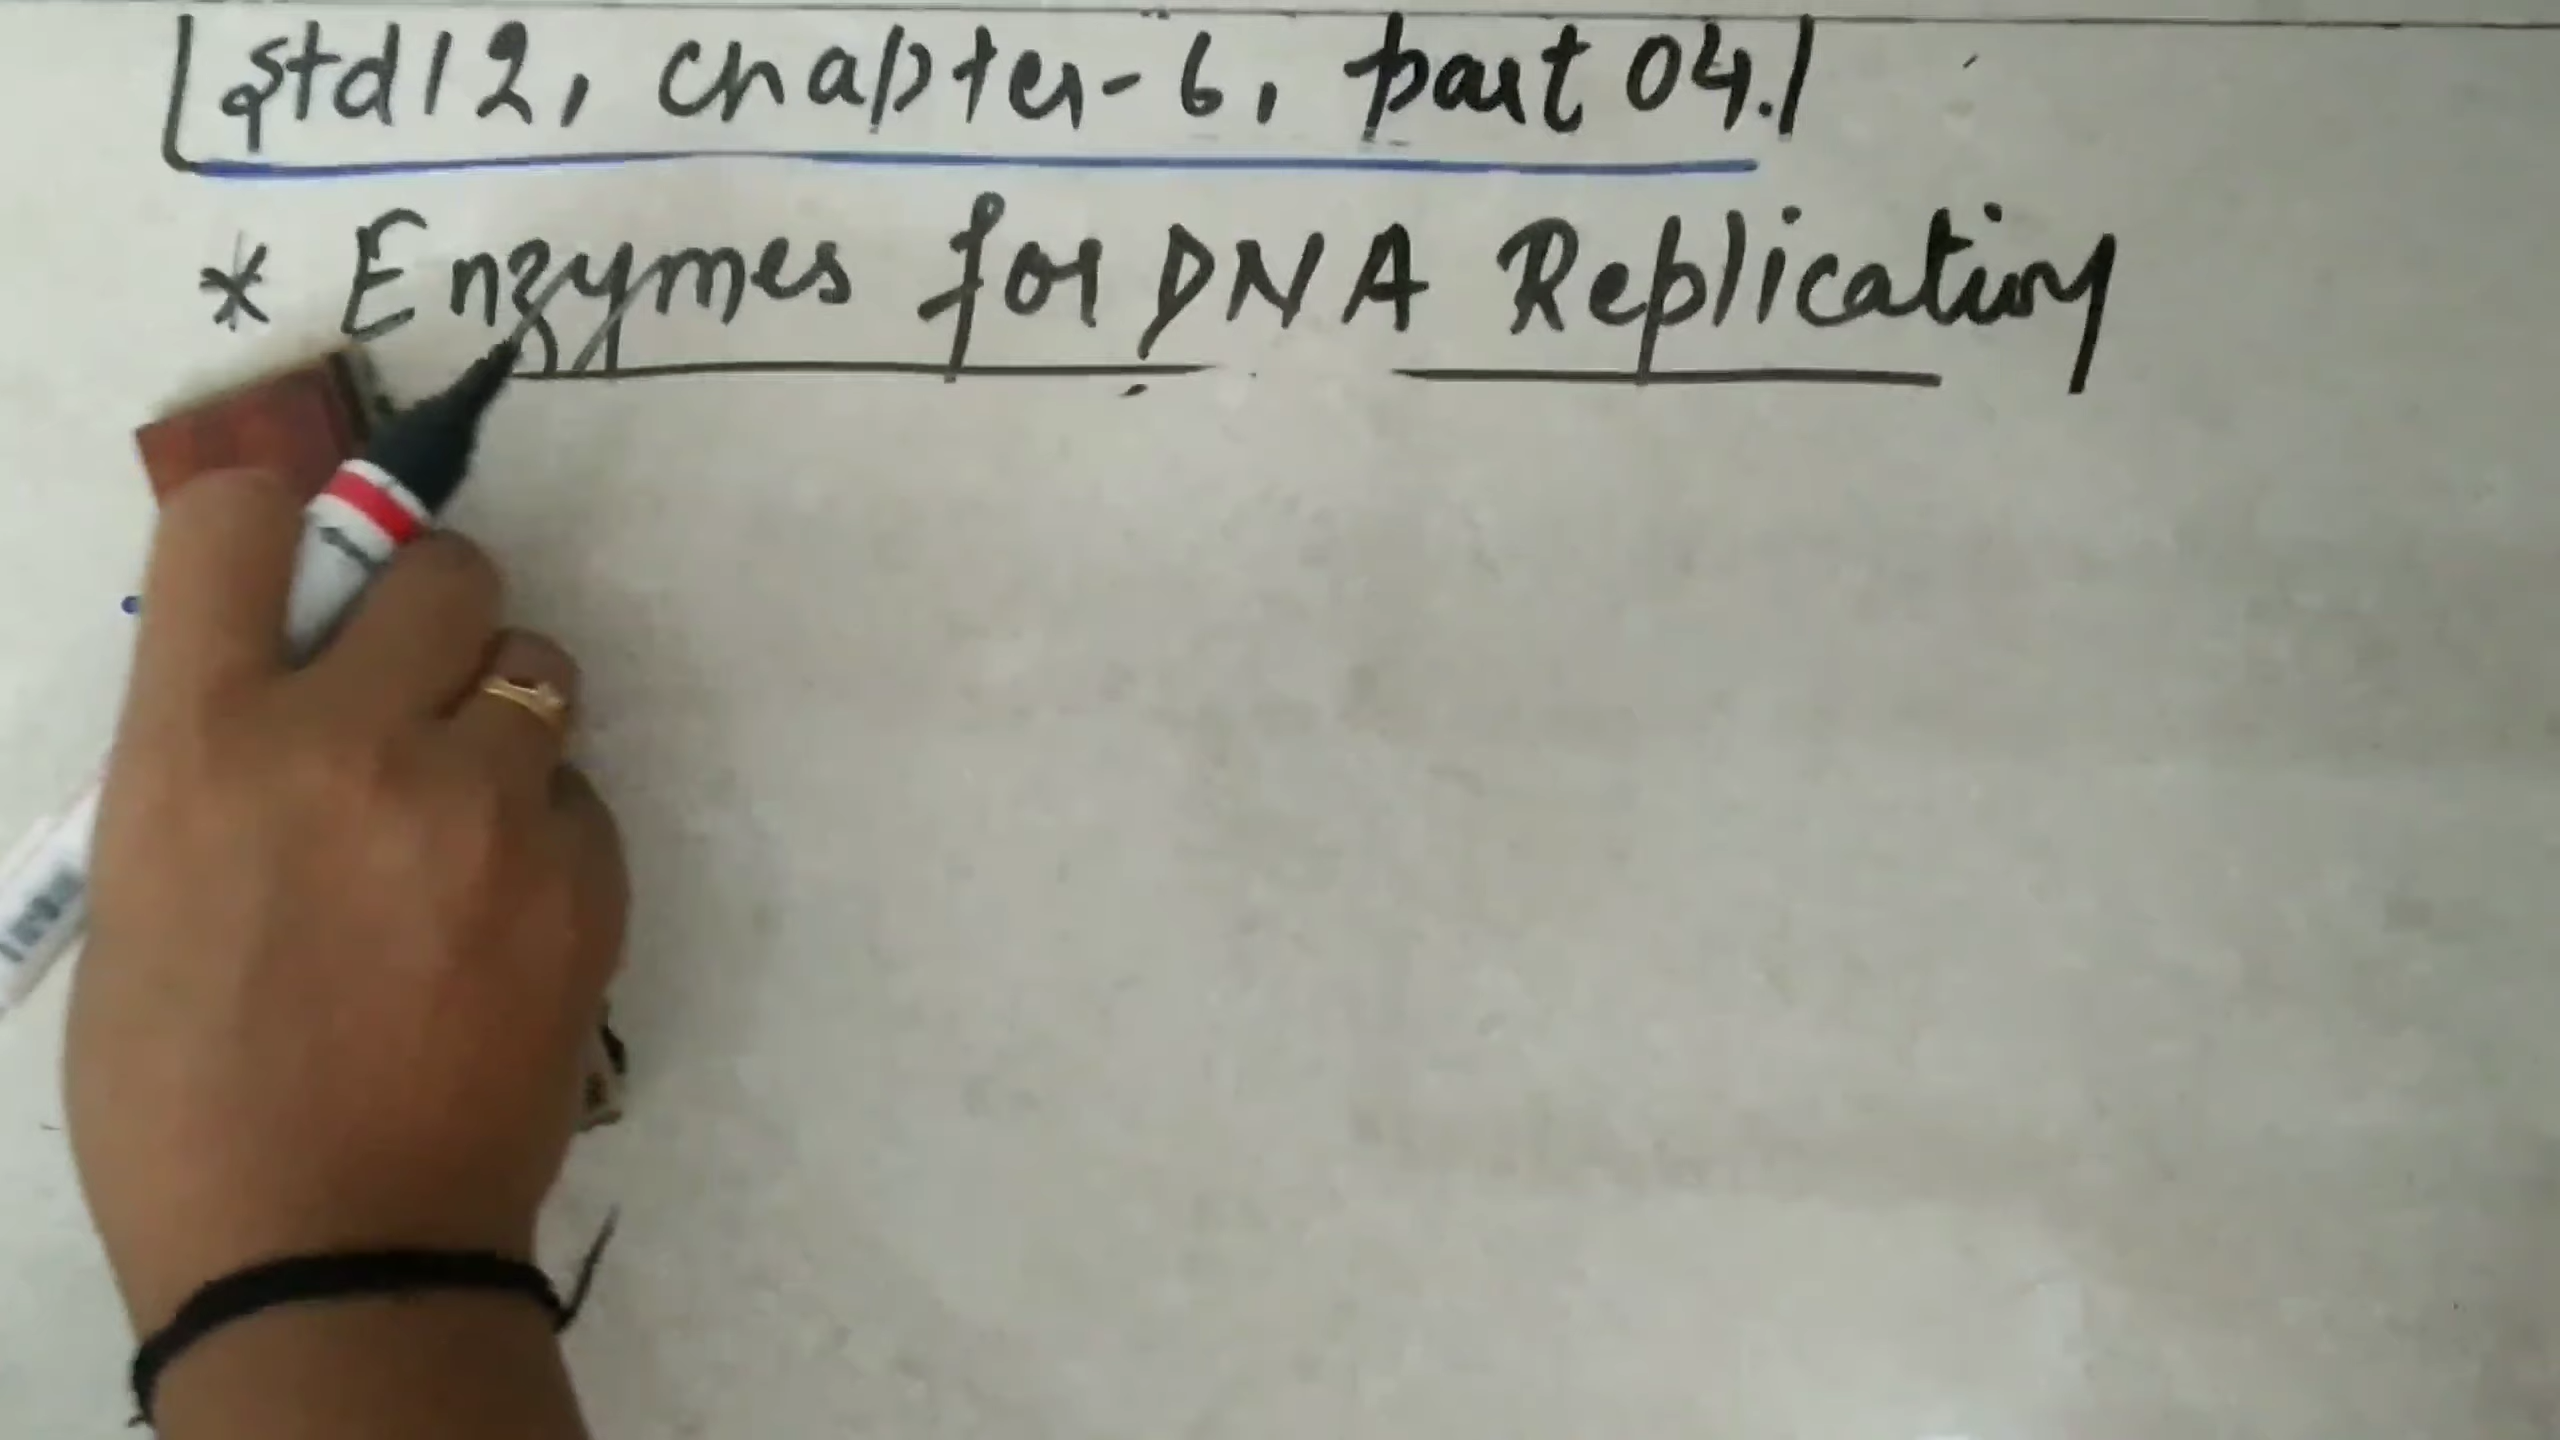 Std 12, chapter-6, part 04.
* Enzymes for DNA Replication